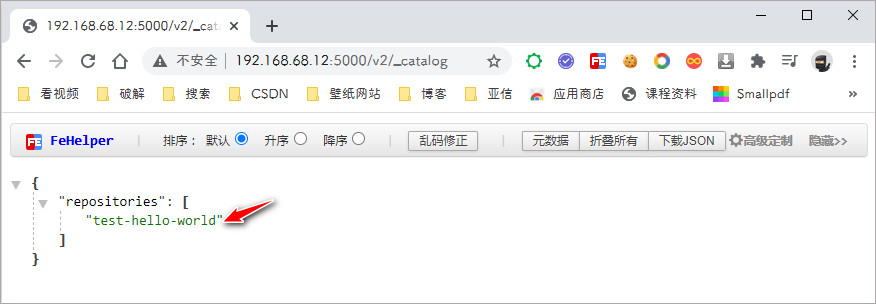 192.168.68.12:5000/v2/_cata
不安全 192.168.68.12:5000/v2/_catalog
看视频 破解 搜索 CSDN 壁纸网站 博客 亚信 应用商店 课程资料 Smallpdf »
FE FeHelper 排序： 默认 升序 降序 乱码修正 元数据 折叠所有 下载JSON 高级定制 隐藏>>
{
"repositories": [
"test-hello-world"
]
}